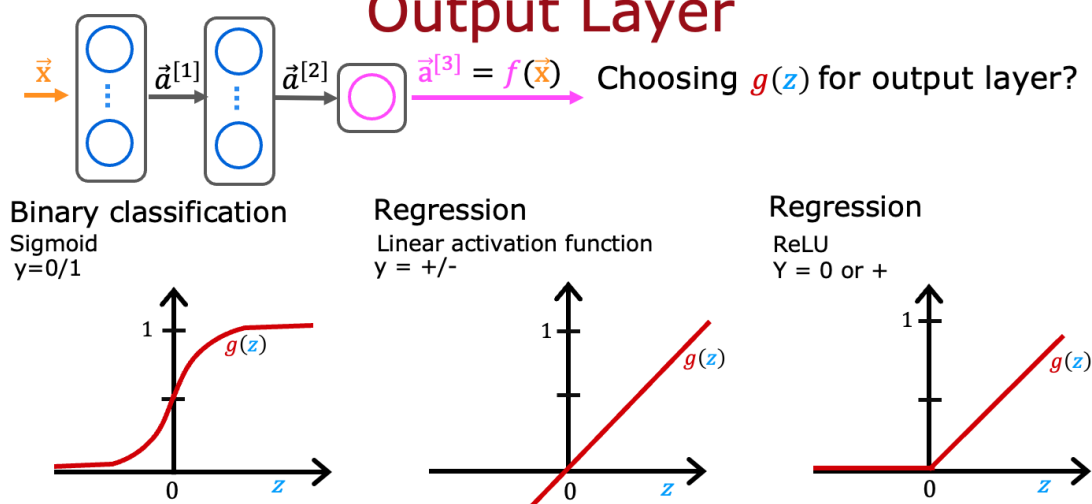 Output Layer
x⃗ a⃗[1] a⃗[2] a⃗[3] = f(x⃗) Choosing g(z) for output layer?
Binary classification
Sigmoid
y=0/1
1
g(z)
0
z
Regression
Linear activation function
y = +/-
1
g(z)
0
z
Regression
ReLU
Y = 0 or +
1
g(z)
0
z